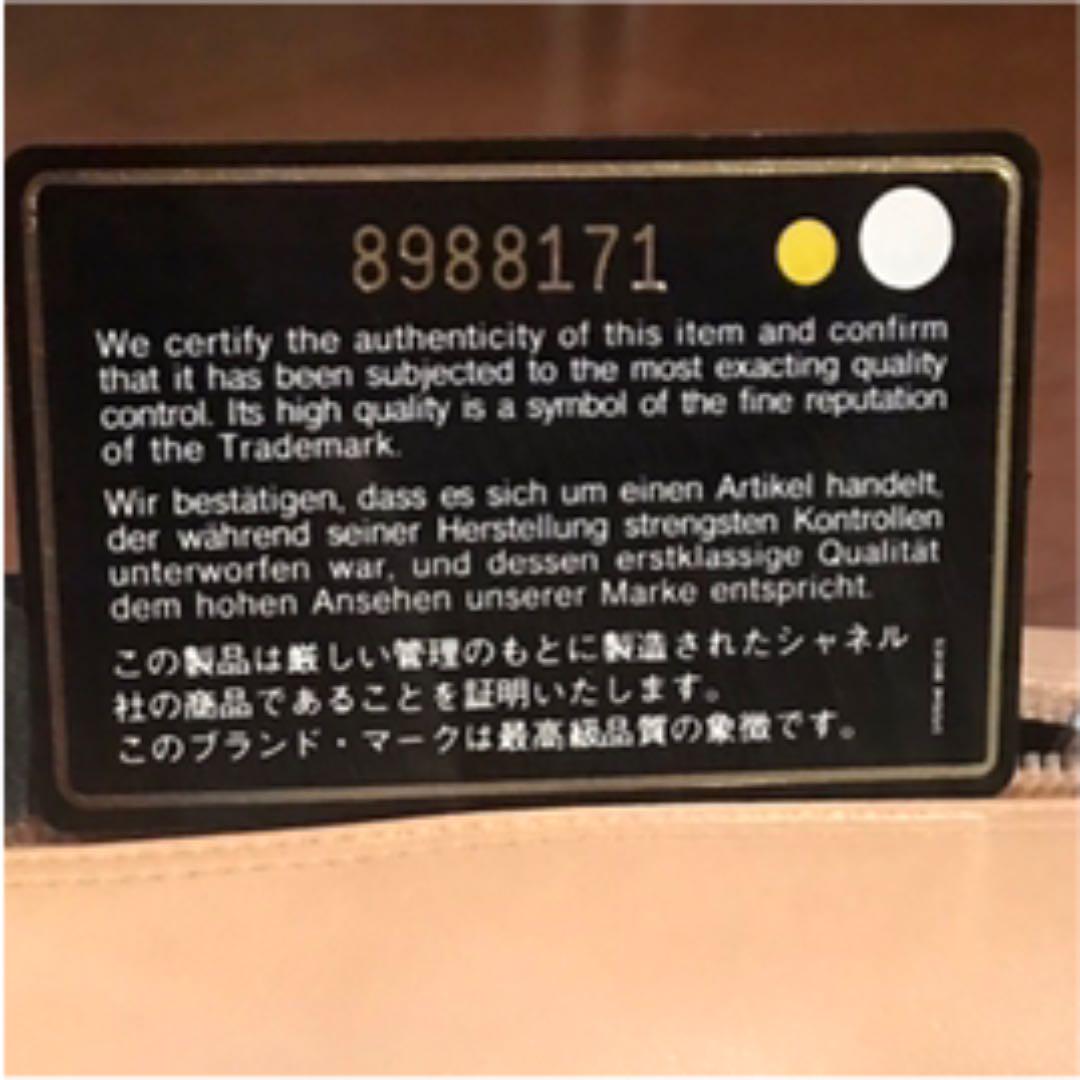 8988171
We certify the authenticity of this item and confirm
that it has been subjected to the most exacting quality
control. Its high quality is a symbol of the fine reputation
of the Trademark.
Wir bestätigen, dass es sich um einen Artikel handelt,
der während seiner Herstellung strengsten Kontrollen
unterworfen war, und dessen erstklassige Qualität
dem hohen Ansehen unserer Marke entspricht.
この製品は厳しい管理のもとに製造されたシャネル
社の商品であることを証明いたします。
このブランド・マークは最高級品質の象徴です。